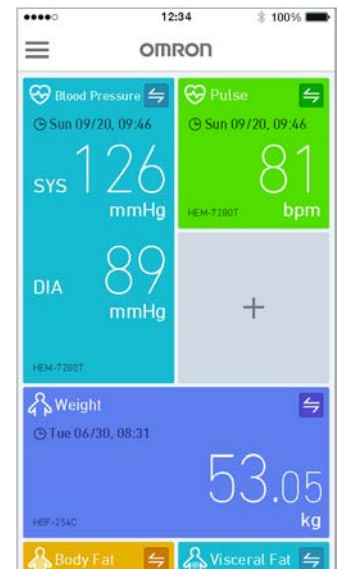 12:34
100%
OMRON
Blood Pressure
Sun 09/20, 09:46
SYS 126
mmHg
DIA 89
mmHg
HEM-7280T
Pulse
Sun 09/20, 09:46
81
HEM-7280T bpm
+
Weight
Tue 06/30, 08:31
53.05
HBF-254C kg
Body Fat
Visceral Fat